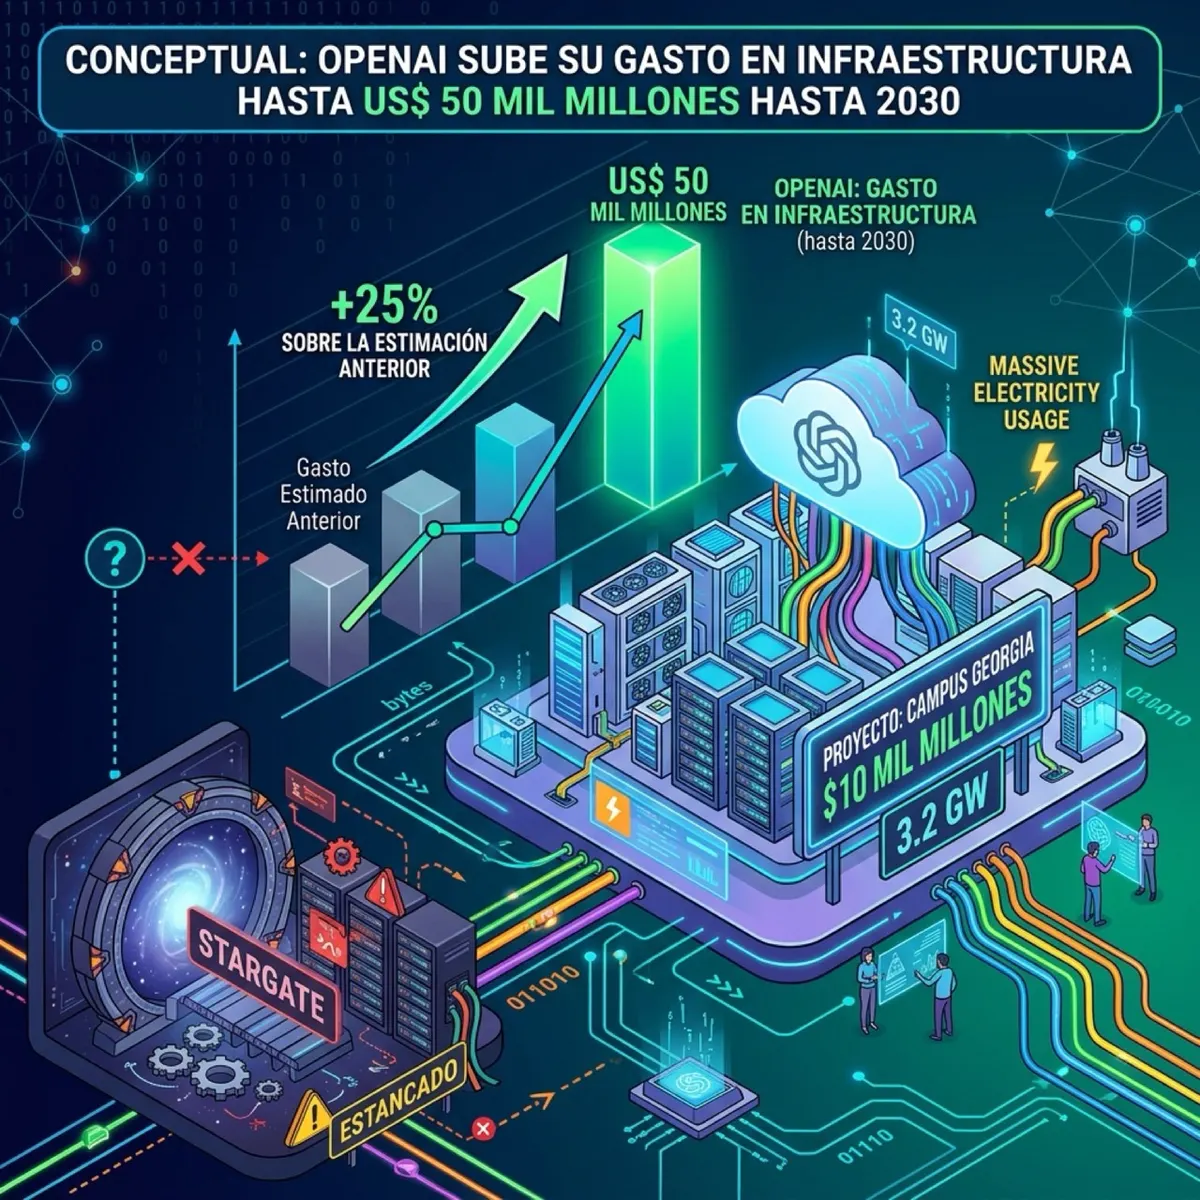 CONCEPTUAL: OPENAI SUBE SU GASTO EN INFRAESTRUCTURA
HASTA US$ 50 MIL MILLONES HASTA 2030
US$ 50
MIL MILLONES
OPENAI: GASTO
EN INFRAESTRUCTURA
(hasta 2030)
+25%
SOBRE LA ESTIMACIÓN
ANTERIOR
3.2 GW
MASSIVE
ELECTRICITY
USAGE
Gasto
Estimado
Anterior
?
bytes
PROYECTO: CAMPUS GEORGIA
$10 MIL MILLONES
3.2 GW
STARGATE
ESTANCADO
011010
01110